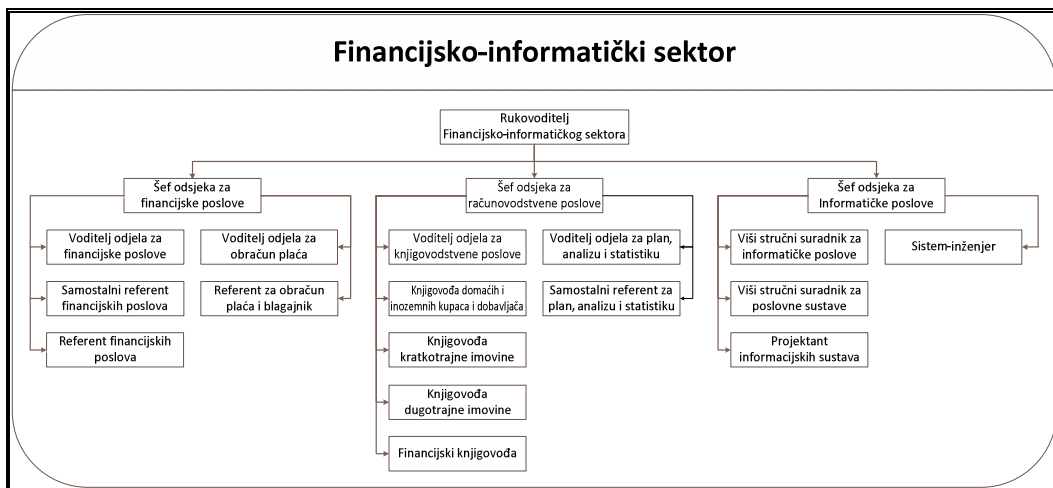 Financijsko-informatički sektor
Rukovoditelj
Financijsko-informatičkog sektora
Šef odsjeka za
financijske poslove
Voditelj odjela za
financijske poslove
Samostalni referent
financijskih poslova
Referent financijskih
poslova
Voditelj odjela za
obračun plaća
Referent za obračun
plaća i blagajnik
Šef odsjeka za
računovodstvene poslove
Voditelj odjela za
knjigovodstvene poslove
Knjigovođa domaćih i
inozemnih kupaca i dobavljača
Knjigovođa
kratkotrajne imovine
Knjigovođa
dugotrajne imovine
Financijski knjigovođa
Voditelj odjela za plan,
analizu i statistiku
Samostalni referent za
plan, analizu i statistiku
Šef odsjeka za
Informatičke poslove
Viši stručni suradnik za
informatičke poslove
Viši stručni suradnik za
poslovne sustave
Projektant
informacijskih sustava
Sistem-inženjer